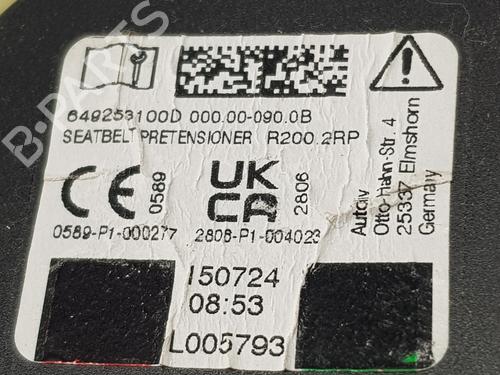 649253100D 000.00-090.0B
SEATBELT PRETENSIONER R200.2RP
CE 0589
UK CA 2806
0589-P1-000277
2806-P1-004023
150724
08:53
L005793
Autoliv
Otto-Hahn-Str. 4
25337 Elmshorn
Germany
B-PARTS